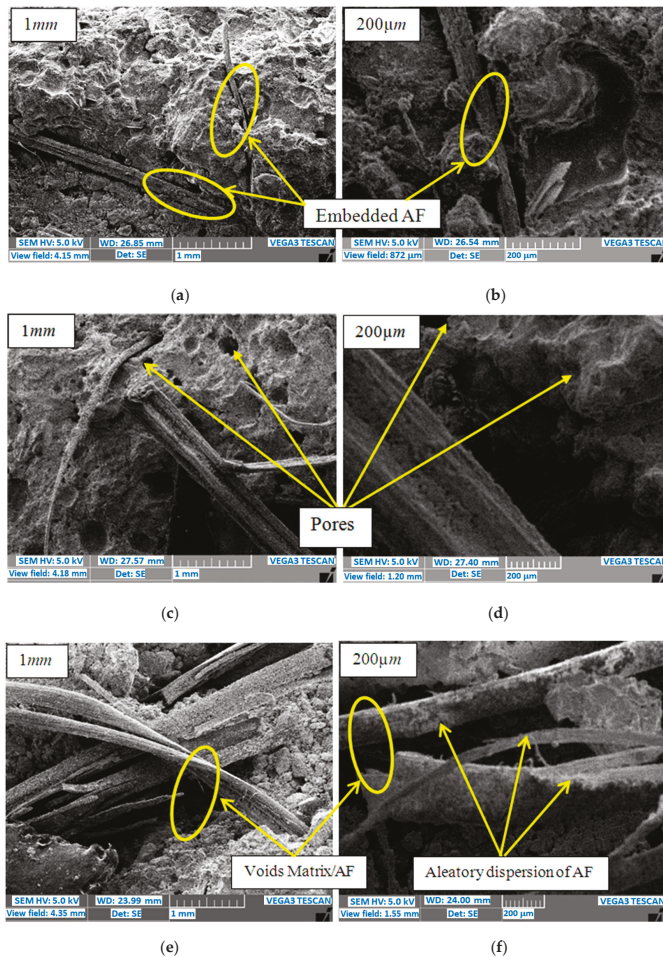 1mm
200µm
Embedded AF
SEM HV: 5.0 kV WD: 26.85 mm VEGA3 TESCAN
View field: 4.15 mm Det: SE 1 mm
SEM HV: 5.0 kV WD: 26.54 mm VEGA3 TESCAN
View field: 872 µm Det: SE 200 µm
(a)
(b)
1mm
200µm
Pores
SEM HV: 5.0 kV WD: 27.57 mm VEGA3 TESCAN
View field: 4.18 mm Det: SE 1 mm
SEM HV: 5.0 kV WD: 27.40 mm VEGA3 TESCAN
View field: 1.20 mm Det: SE 200 µm
(c)
(d)
1mm
200µm
Voids Matrix/AF
Aleatory dispersion of AF
SEM HV: 5.0 kV WD: 23.99 mm VEGA3 TESCAN
View field: 4.35 mm Det: SE 1 mm
SEM HV: 5.0 kV WD: 24.00 mm VEGA3 TESCAN
View field: 1.55 mm Det: SE 200 µm
(e)
(f)